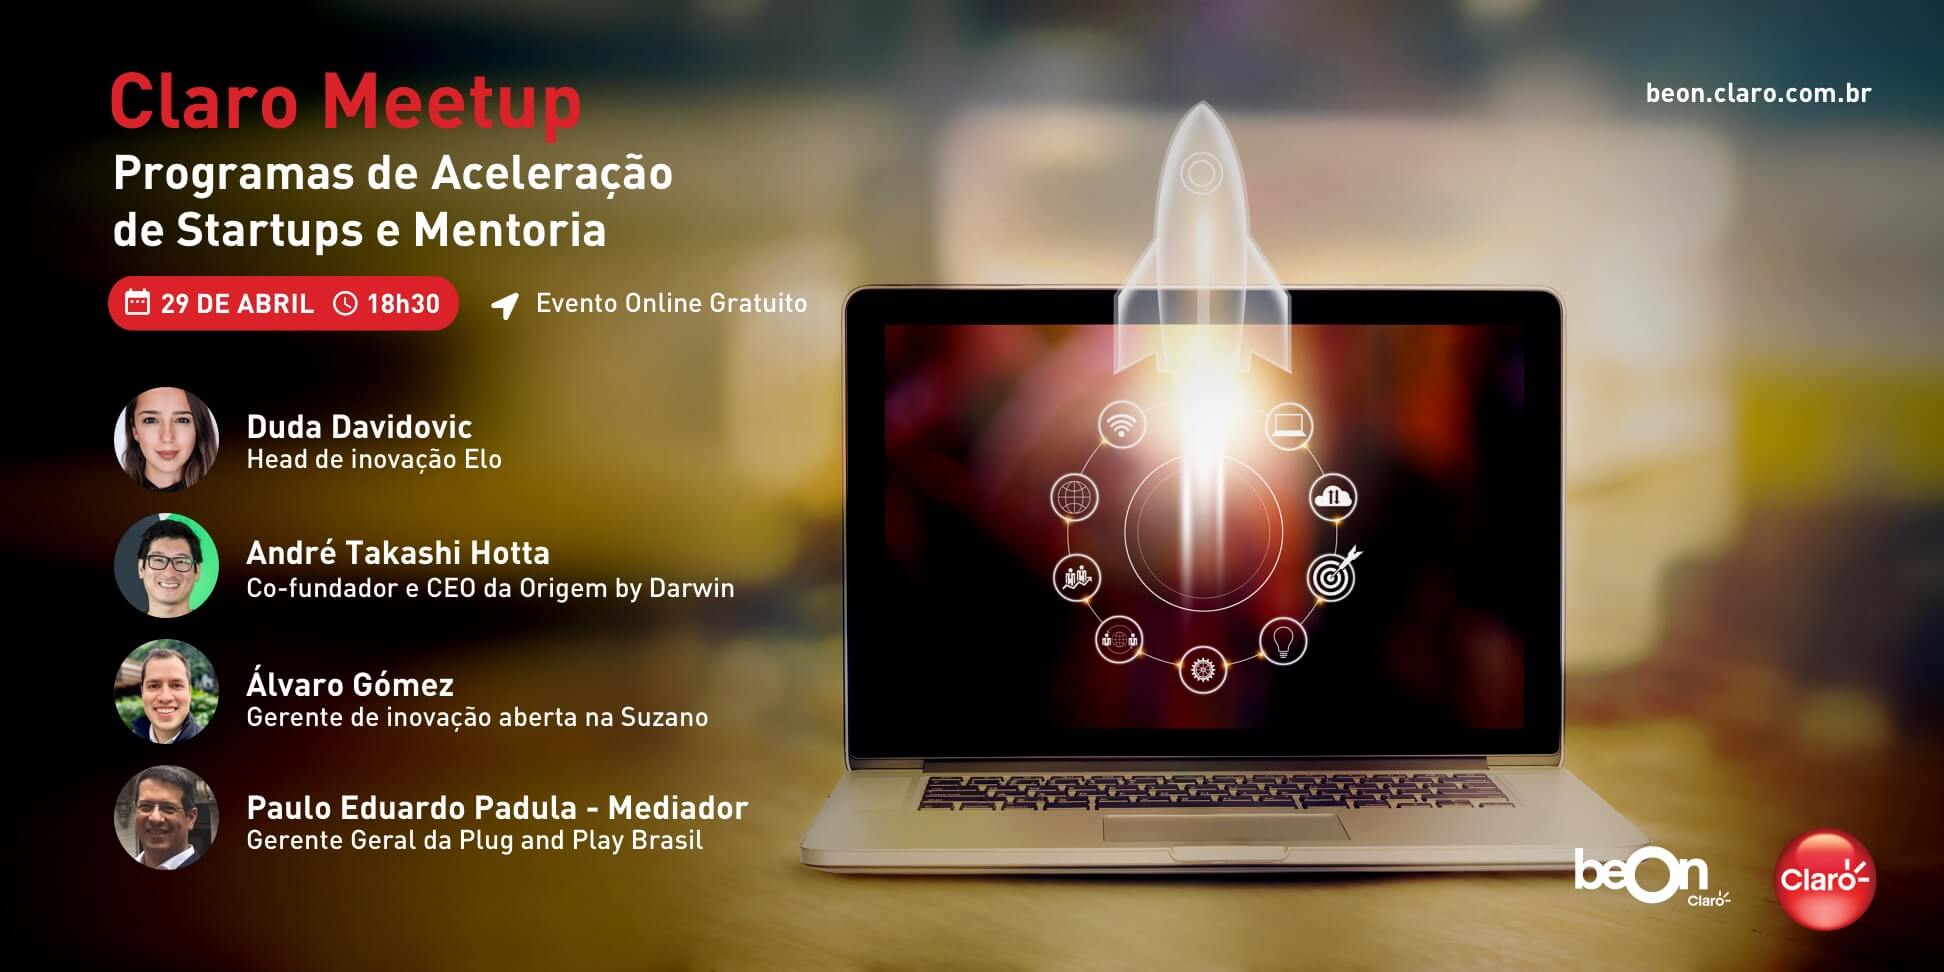 Claro Meetup
Programas de Aceleração
de Startups e Mentoria
29 DE ABRIL 18h30 Evento Online Gratuito
beon.claro.com.br
Duda Davidovic
Head de inovação Elo
André Takashi Hotta
Co-fundador e CEO da Origem by Darwin
Álvaro Gómez
Gerente de inovação aberta na Suzano
Paulo Eduardo Padula - Mediador
Gerente Geral da Plug and Play Brasil
beOn
Claro
Claro